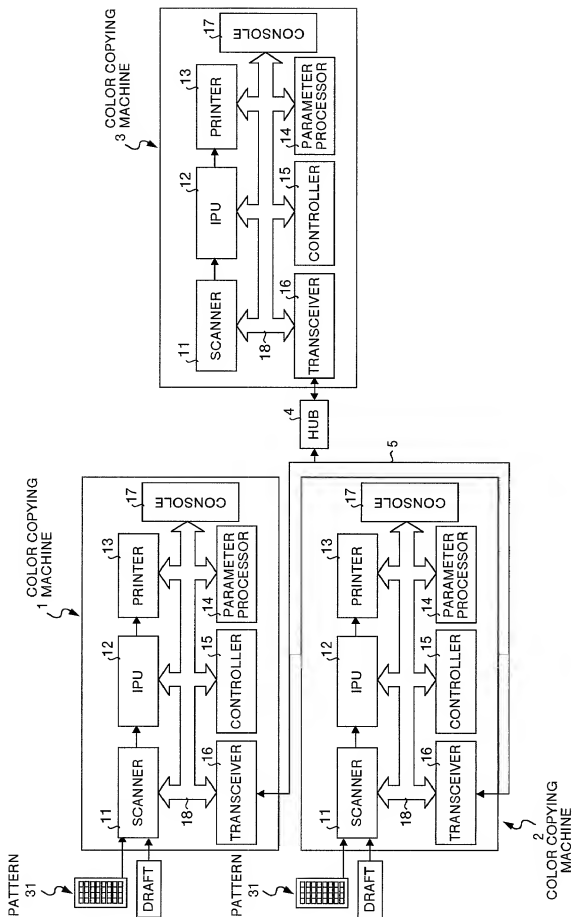 COLOR COPYING
MACHINE
1
PATTERN
31
DRAFT
11
SCANNER
12
IPU
13
PRINTER
17
CONSOLE
18
16
TRANSCEIVER
15
CONTROLLER
14
PARAMETER
PROCESSOR
PATTERN
31
DRAFT
11
SCANNER
12
IPU
13
PRINTER
17
CONSOLE
18
16
TRANSCEIVER
15
CONTROLLER
14
PARAMETER
PROCESSOR
2
COLOR COPYING
MACHINE
5
4
HUB
COLOR COPYING
MACHINE
3
11
SCANNER
12
IPU
13
PRINTER
17
CONSOLE
18
16
TRANSCEIVER
15
CONTROLLER
14
PARAMETER
PROCESSOR